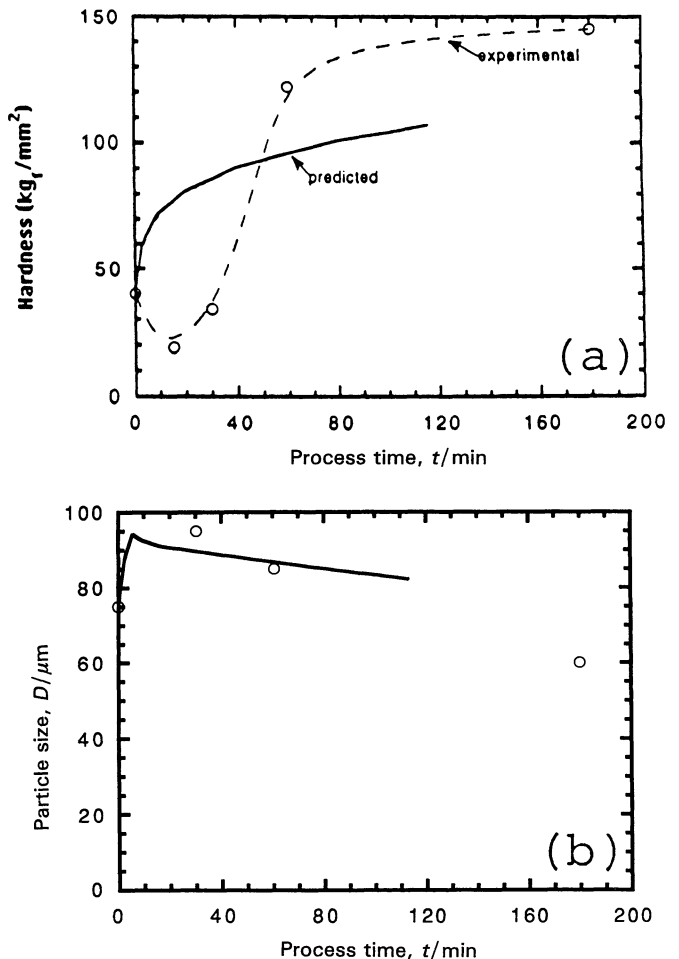 150
100
50
0
Hardness (kg_f/mm²)
experimental
predicted
(a)
0 40 80 120 160 200
Process time, t/min
100
80
60
40
20
0
Particle size, D/μm
(b)
0 40 80 120 160 200
Process time, t/min